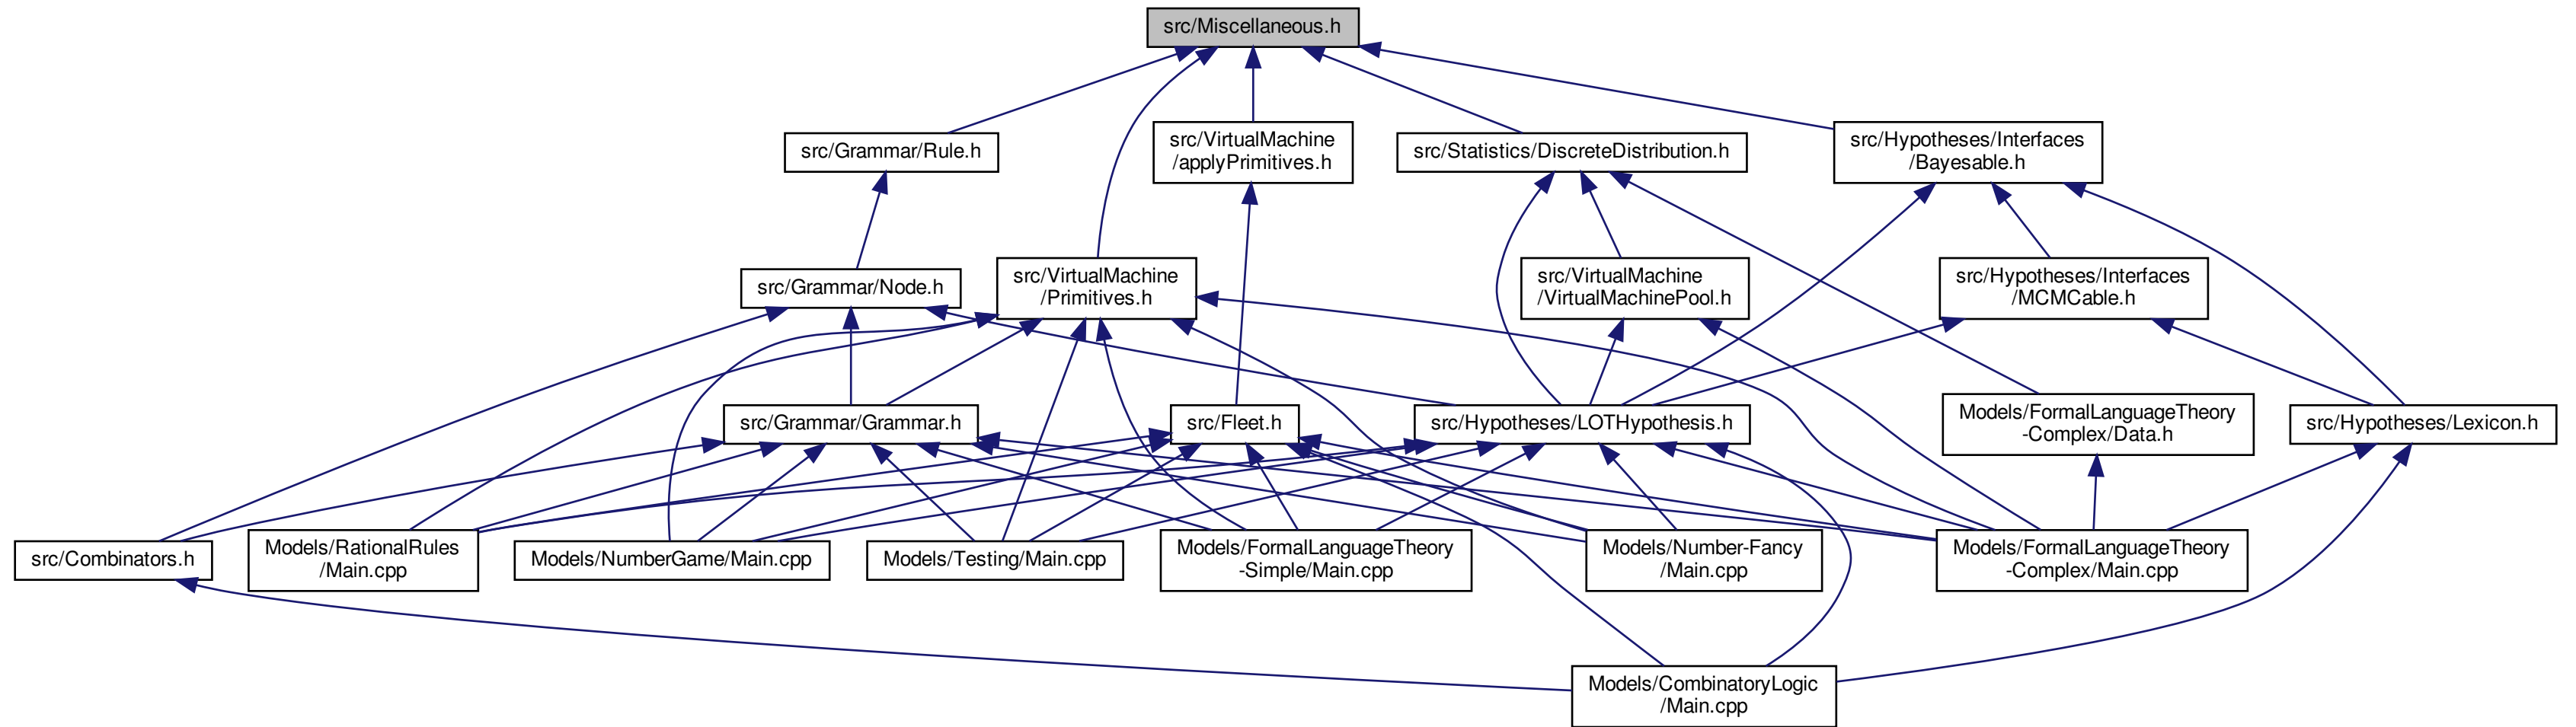 src/Miscellaneous.h
src/Grammar/Rule.h
src/VirtualMachine
/applyPrimitives.h
src/Statistics/DiscreteDistribution.h
src/Hypotheses/Interfaces
/Bayesable.h
src/Grammar/Node.h
src/VirtualMachine
/Primitives.h
src/VirtualMachine
/VirtualMachinePool.h
src/Hypotheses/Interfaces
/MCMCable.h
src/Grammar/Grammar.h
src/Fleet.h
src/Hypotheses/LOTHypothesis.h
Models/FormalLanguageTheory
-Complex/Data.h
src/Hypotheses/Lexicon.h
src/Combinators.h
Models/RationalRules
/Main.cpp
Models/NumberGame/Main.cpp
Models/Testing/Main.cpp
Models/FormalLanguageTheory
-Simple/Main.cpp
Models/Number-Fancy
/Main.cpp
Models/FormalLanguageTheory
-Complex/Main.cpp
Models/CombinatoryLogic
/Main.cpp